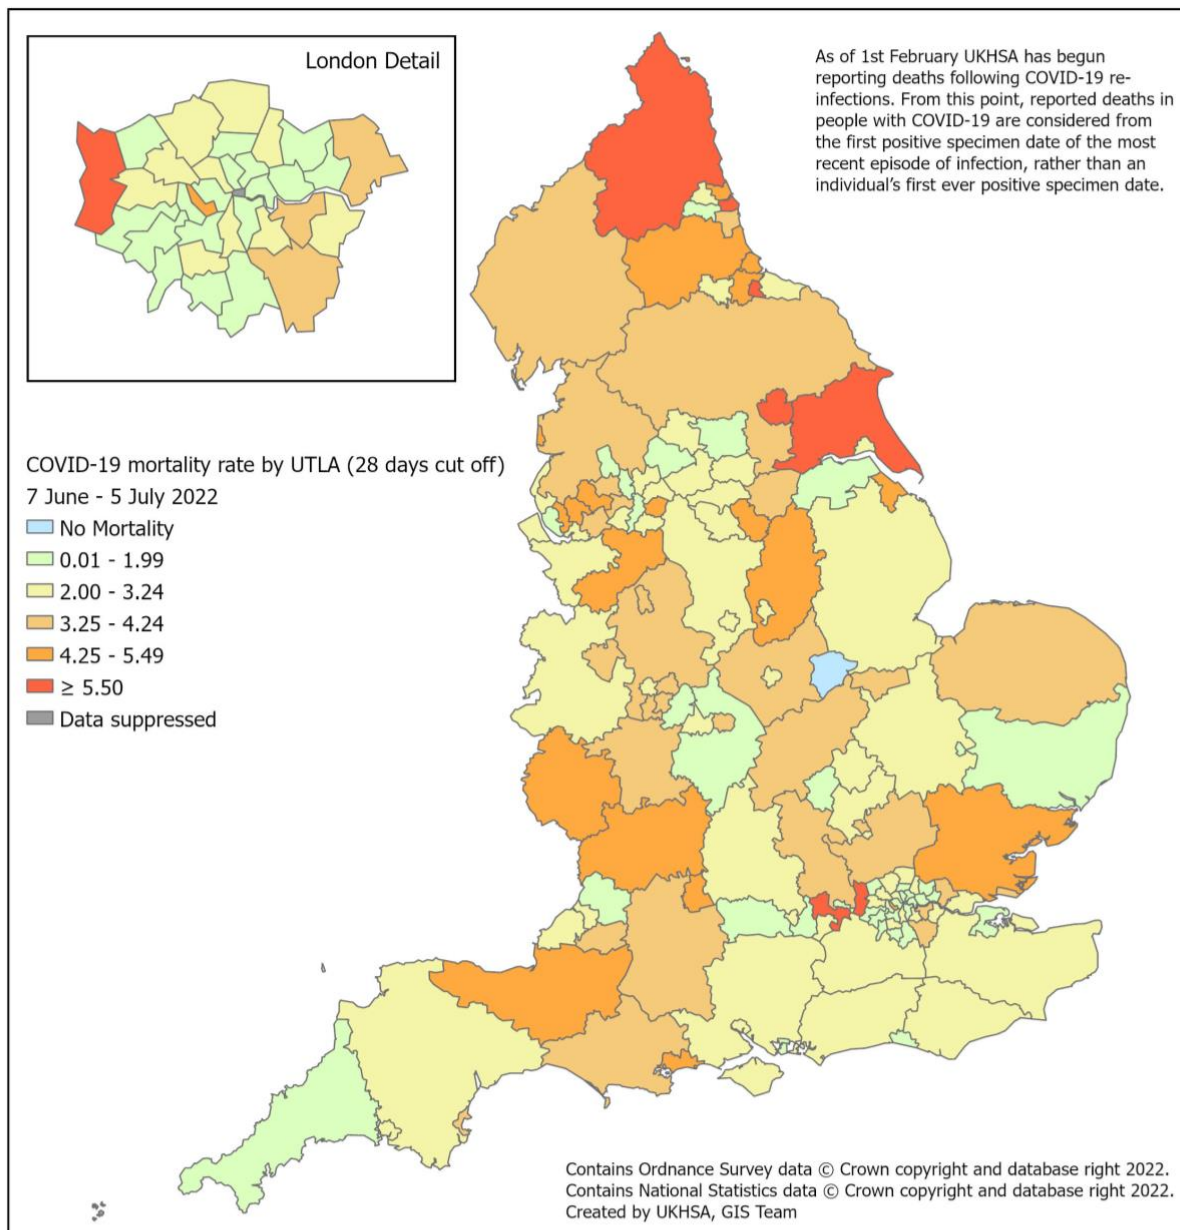 London Detail
As of 1st February UKHSA has begun
reporting deaths following COVID-19 re-
infections. From this point, reported deaths in
people with COVID-19 are considered from
the first positive specimen date of the most
recent episode of infection, rather than an
individual's first ever positive specimen date.
COVID-19 mortality rate by UTLA (28 days cut off)
7 June - 5 July 2022
No Mortality
0.01 - 1.99
2.00 - 3.24
3.25 - 4.24
4.25 - 5.49
≥ 5.50
Data suppressed
Contains Ordnance Survey data © Crown copyright and database right 2022.
Contains National Statistics data © Crown copyright and database right 2022.
Created by UKHSA, GIS Team